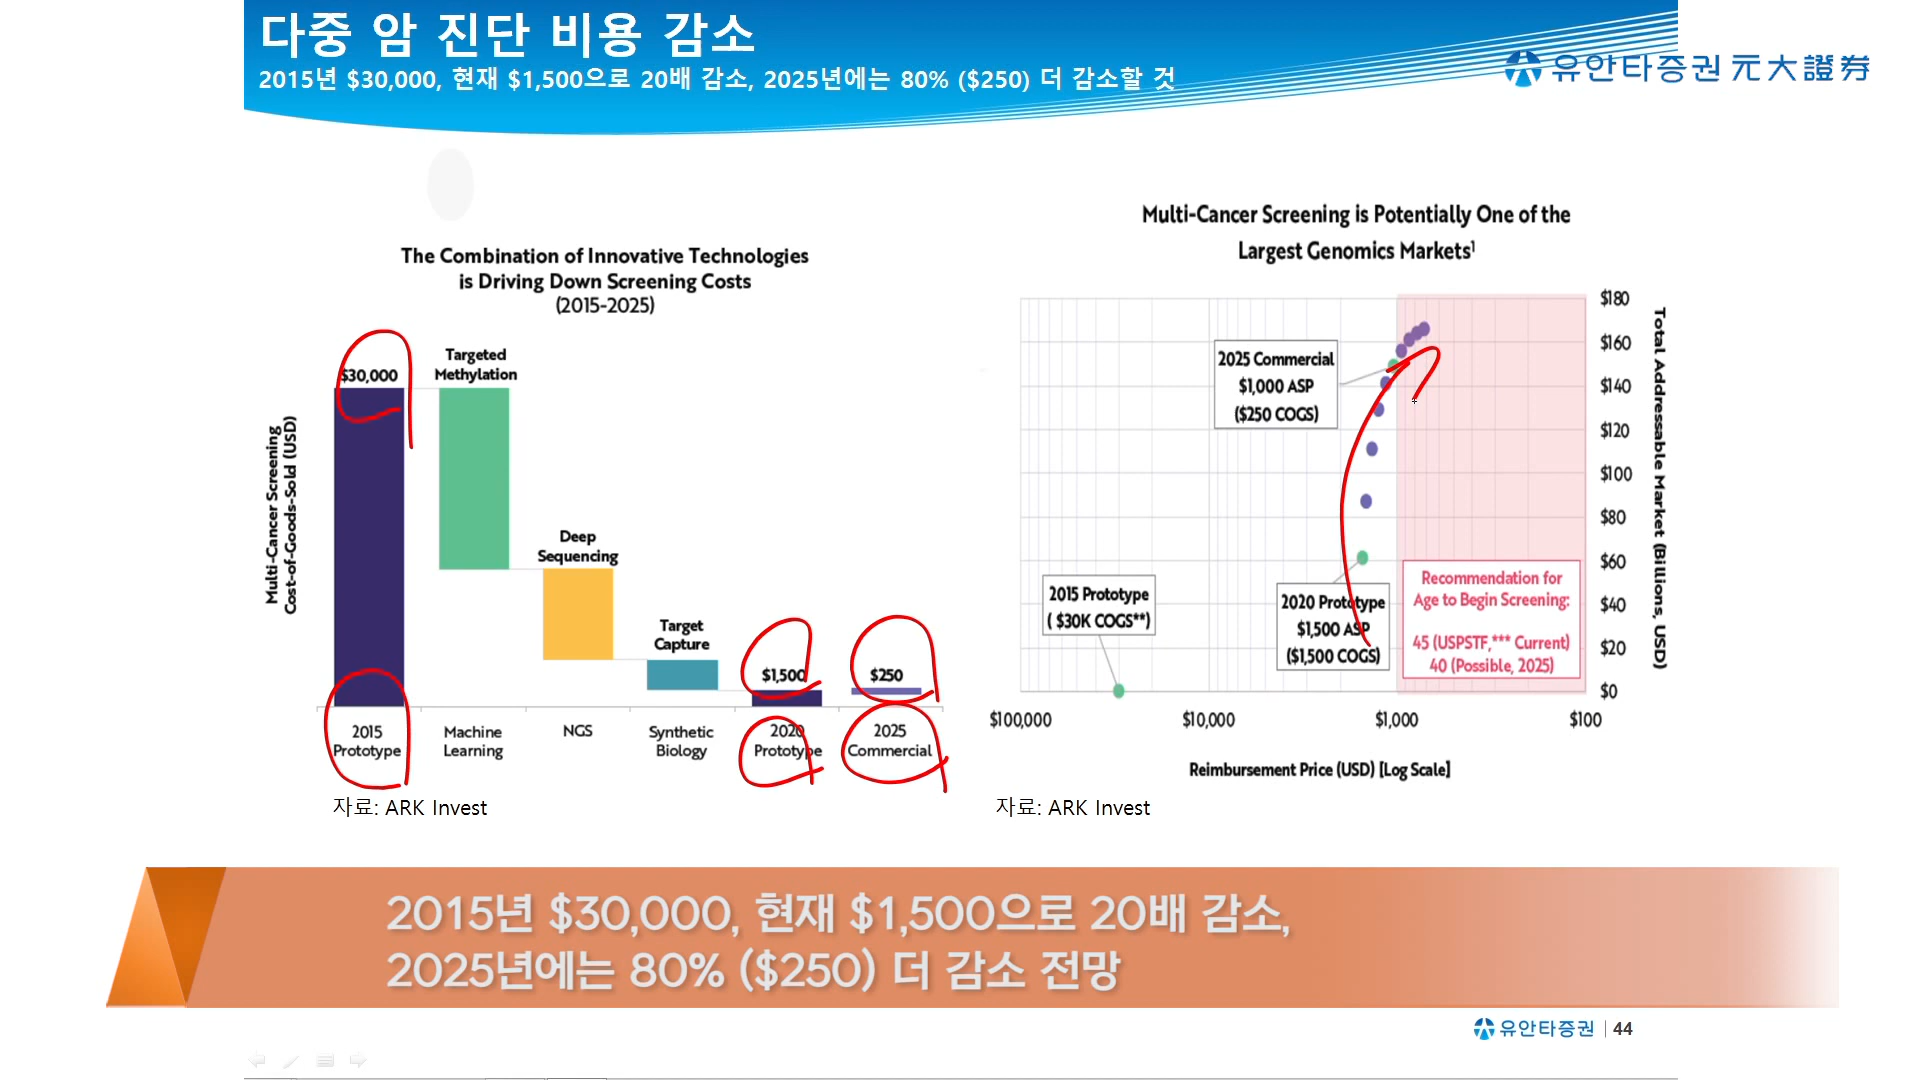 다중 암 진단 비용 감소
2015년 $30,000, 현재 $1,500으로 20배 감소, 2025년에는 80% ($250) 더 감소할 것
유안타증권 元大證券
The Combination of Innovative Technologies
is Driving Down Screening Costs
(2015-2025)
Multi-Cancer Screening
Cost-of-Goods-Sold (USD)
$30,000
Targeted
Methylation
Deep
Sequencing
Target
Capture
$1,500
$250
2015
Prototype
Machine
Learning
NGS
Synthetic
Biology
2020
Prototype
2025
Commercial
자료: ARK Invest
Multi-Cancer Screening is Potentially One of the
Largest Genomics Markets¹
2025 Commercial
$1,000 ASP
($250 COGS)
2015 Prototype
( $30K COGS**)
2020 Prototype
$1,500 ASP
($1,500 COGS)
Recommendation for
Age to Begin Screening:
45 (USPSTF,*** Current)
40 (Possible, 2025)
$180
$160
$140
$120
$100
$80
$60
$40
$20
$0
Total Addressable Market (Billions, USD)
$100,000
$10,000
$1,000
$100
Reimbursement Price (USD) [Log Scale]
자료: ARK Invest
2015년 $30,000, 현재 $1,500으로 20배 감소,
2025년에는 80% ($250) 더 감소 전망
유안타증권 | 44